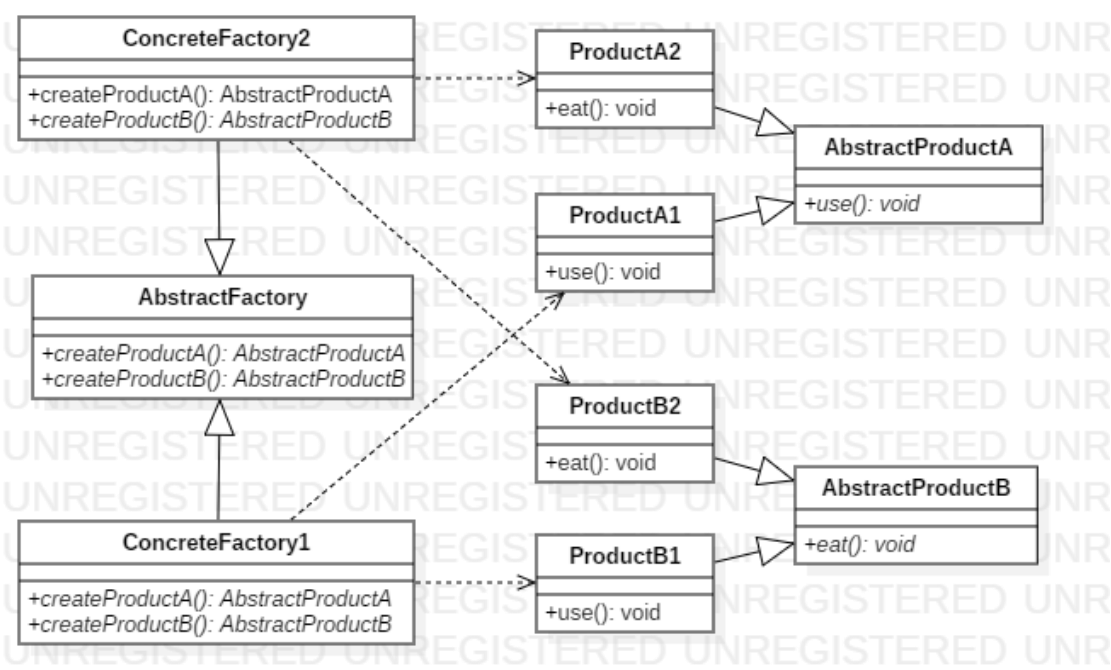 ConcreteFactory2
+createProductA(): AbstractProductA
+createProductB(): AbstractProductB
ProductA2
+eat(): void
AbstractProductA
+use(): void
ProductA1
+use(): void
AbstractFactory
+createProductA(): AbstractProductA
+createProductB(): AbstractProductB
ProductB2
+eat(): void
AbstractProductB
+eat(): void
ConcreteFactory1
+createProductA(): AbstractProductA
+createProductB(): AbstractProductB
ProductB1
+use(): void
UNREGISTERED